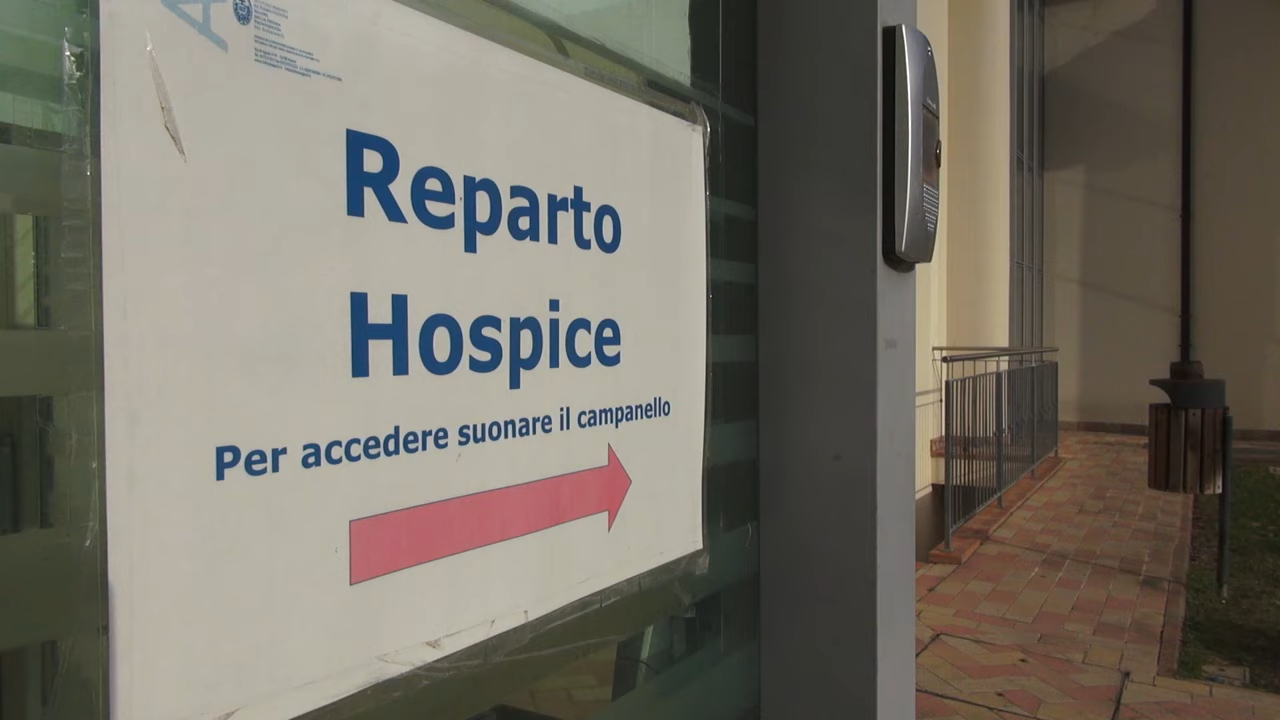 A
Reparto
Hospice
Per accedere suonare il campanello